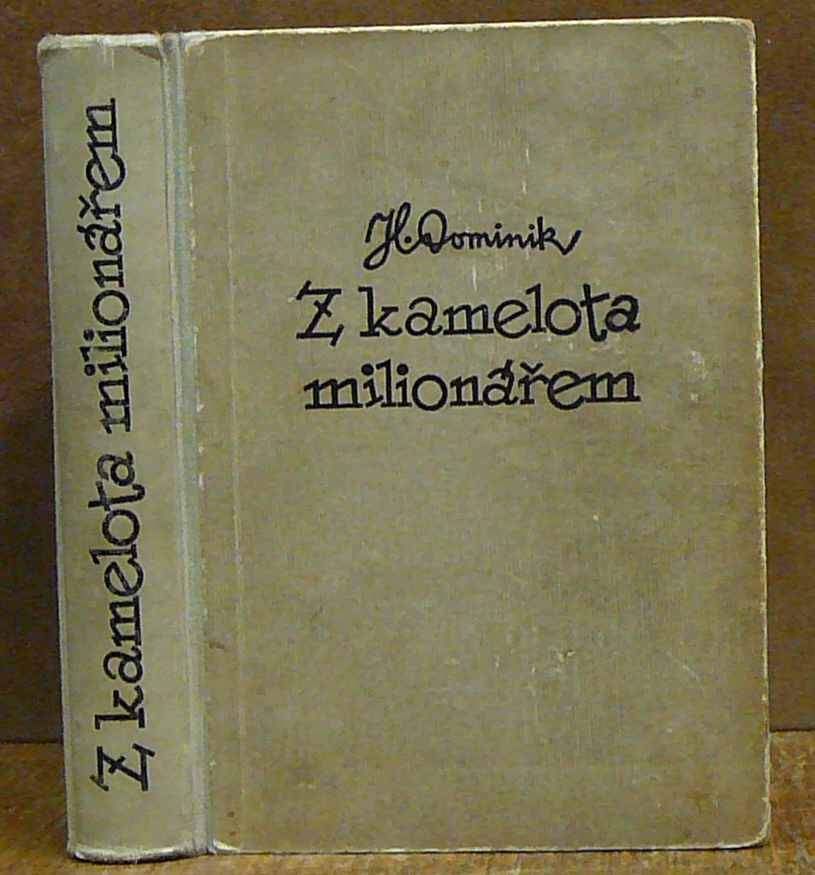 Z kamelota milionářem
H. Dominik
Z kamelota
milionářem